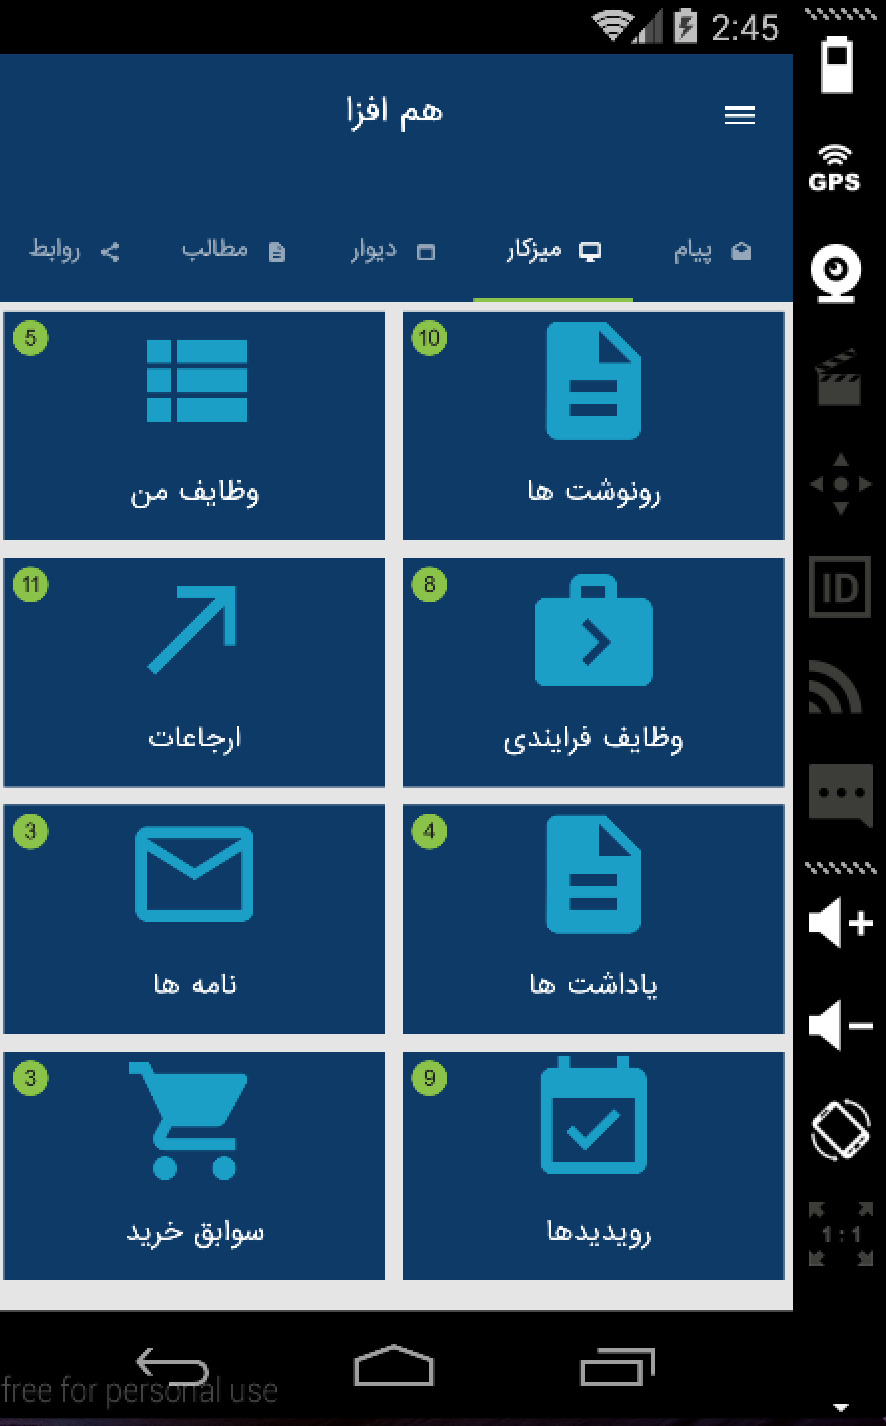 2:45
هم افزا
پیام
میزکار
دیوار
مطالب
روابط
10
رونوشت ها
5
وظایف من
8
وظایف فرایندی
11
ارجاعات
4
یاداشت ها
3
نامه ها
9
رویدیدها
3
سوابق خرید
free for personal use
GPS
ID
1:1